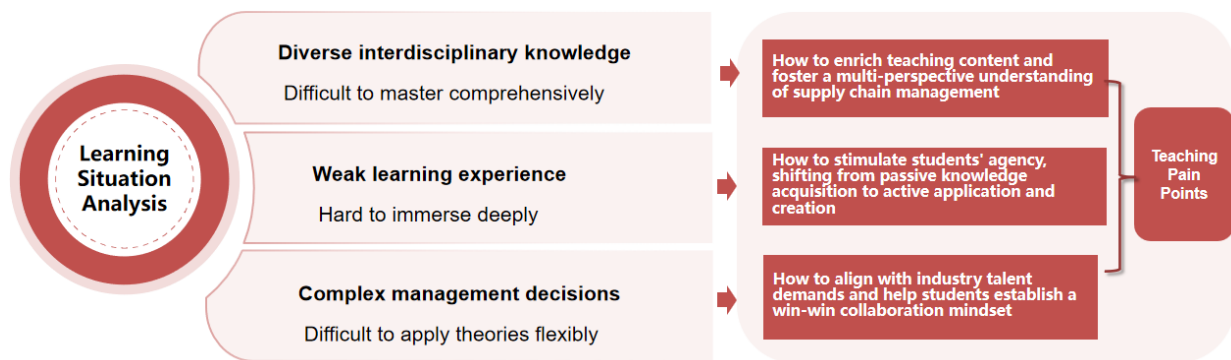 Learning
Situation
Analysis
Diverse interdisciplinary knowledge
Difficult to master comprehensively
Weak learning experience
Hard to immerse deeply
Complex management decisions
Difficult to apply theories flexibly
How to enrich teaching content and
foster a multi-perspective understanding
of supply chain management
How to stimulate students' agency,
shifting from passive knowledge
acquisition to active application and
creation
How to align with industry talent
demands and help students establish a
win-win collaboration mindset
Teaching
Pain
Points